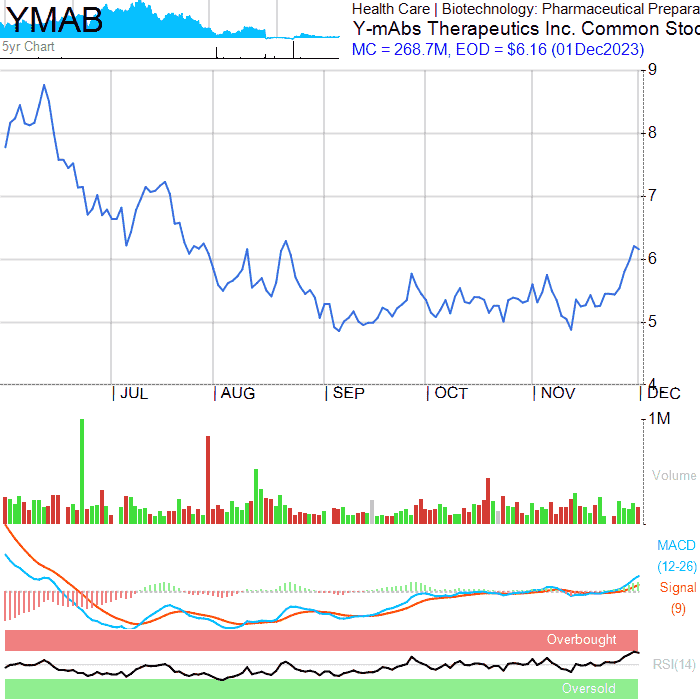 YMAB
5yr Chart
Health Care | Biotechnology: Pharmaceutical Prepara
Y-mAbs Therapeutics Inc. Common Stoc
MC = 268.7M, EOD = $6.16 (01Dec2023)
9
8
7
6
5
4
| JUL | AUG | SEP | OCT | NOV | DEC
1M
Volume
MACD
(12-26)
Signal
(9)
Overbought
RSI(14)
Oversold